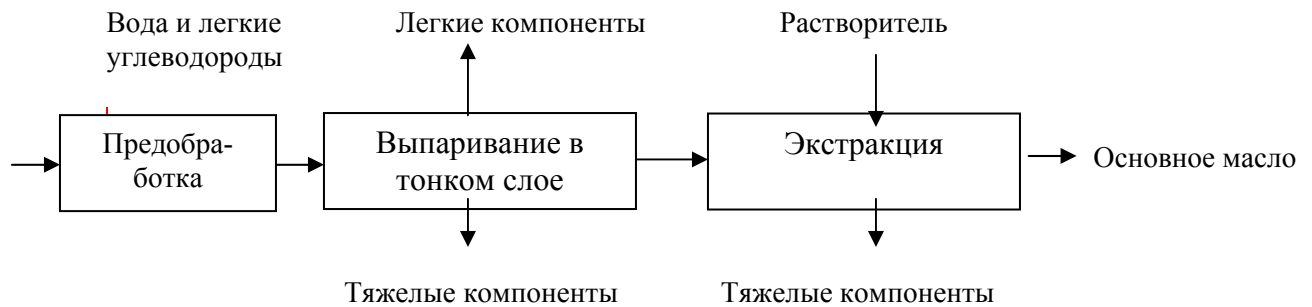 Вода и легкие
углеводороды
Легкие компоненты
Растворитель
Предобра-
ботка
Выпаривание в
тонком слое
Экстракция
Основное масло
Тяжелые компоненты
Тяжелые компоненты